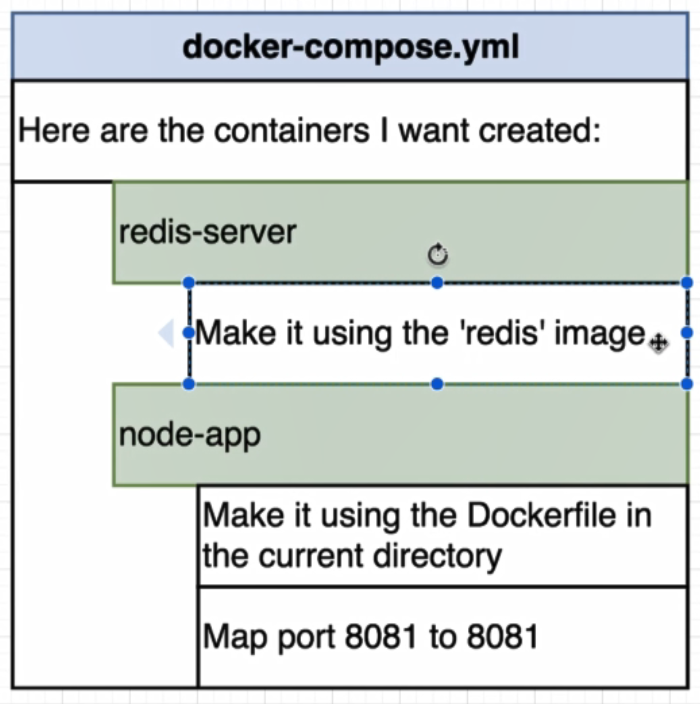 docker-compose.yml
Here are the containers I want created:
redis-server
Make it using the 'redis' image
node-app
Make it using the Dockerfile in
the current directory
Map port 8081 to 8081